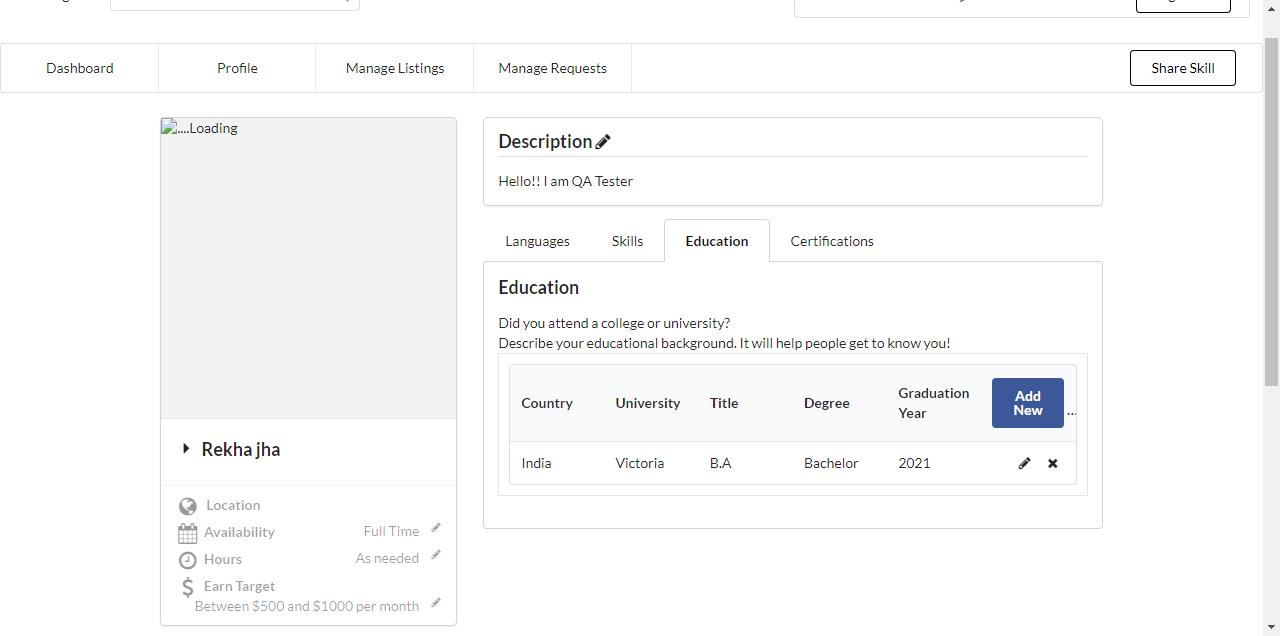 Dashboard
Profile
Manage Listings
Manage Requests
Share Skill
....Loading
Rekha jha
Location
Availability
Full Time
Hours
As needed
Earn Target
Between $500 and $1000 per month
Description
Hello!! I am QA Tester
Languages
Skills
Education
Certifications
Education
Did you attend a college or university?
Describe your educational background. It will help people get to know you!
Country
University
Title
Degree
Graduation
Year
Add
New
...
India
Victoria
B.A
Bachelor
2021